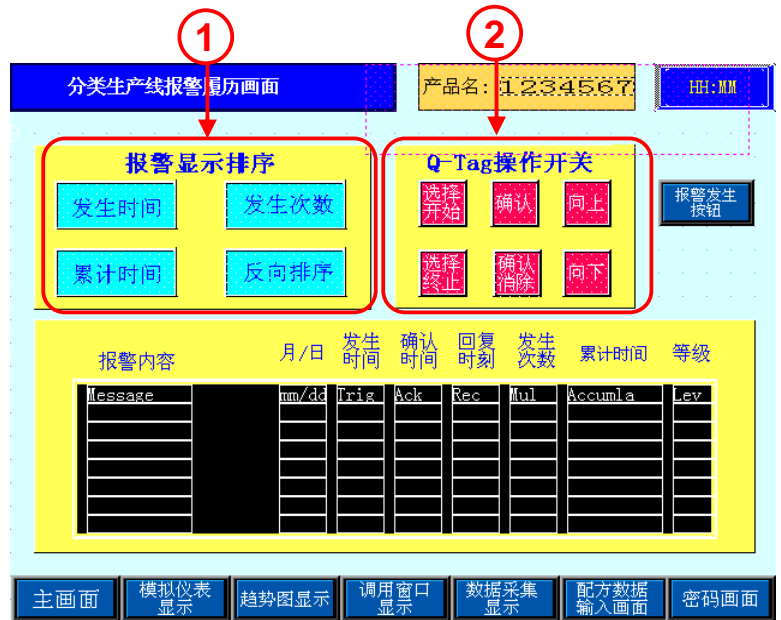 1
2
分类生产线报警履历画面
产品名: 1234567
HH:MM
报警显示排序
发生时间
发生次数
累计时间
反向排序
Q-Tag操作开关
选择
开始
确认
向上
选择
终止
确认
消除
向下
报警发生
按钮
报警内容
月/日
发生
时间
确认
时间
回复
时刻
发生
次数
累计时间
等级
Message
mm/dd
Trig
Ack
Rec
Mul
Accumla
Lev
主画面
模拟仪表
显示
趋势图显示
调用窗口
显示
数据采集
显示
配方数据
输入画面
密码画面